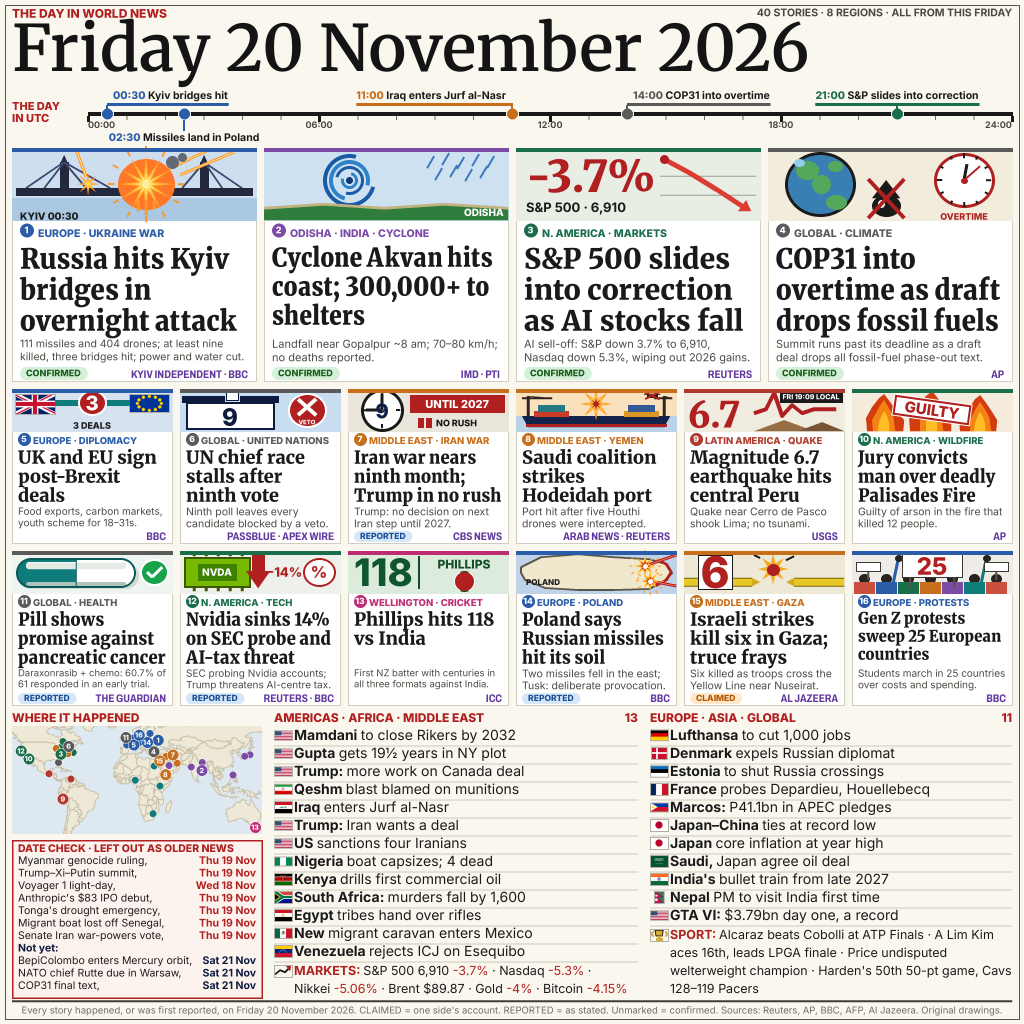 THE DAY IN WORLD NEWS
40 STORIES · 8 REGIONS · ALL FROM THIS FRIDAY
Friday 20 November 2026
THE DAY
IN UTC
00:30 Kyiv bridges hit
11:00 Iraq enters Jurf al-Nasr
14:00 COP31 into overtime
21:00 S&P slides into correction
00:00
06:00
12:00
18:00
24:00
02:30 Missiles land in Poland
KYIV 00:30
1 EUROPE · UKRAINE WAR
Russia hits Kyiv
bridges in
overnight attack
111 missiles and 404 drones; at least nine
killed, three bridges hit; power and water cut.
CONFIRMED
KYIV INDEPENDENT · BBC
ODISHA
2 ODISHA · INDIA · CYCLONE
Cyclone Akvan hits
coast; 300,000+ to
shelters
Landfall near Gopalpur ~8 am; 70–80 km/h;
no deaths reported.
CONFIRMED
IMD · PTI
-3.7%
S&P 500 · 6,910
3 N. AMERICA · MARKETS
S&P 500 slides
into correction
as AI stocks fall
AI sell-off: S&P down 3.7% to 6,910,
Nasdaq down 5.3%, wiping out 2026 gains.
CONFIRMED
REUTERS
OVERTIME
4 GLOBAL · CLIMATE
COP31 into
overtime as draft
drops fossil fuels
Summit runs past its deadline as a draft
deal drops all fossil-fuel phase-out text.
CONFIRMED
AP
3
3 DEALS
5 EUROPE · DIPLOMACY
UK and EU sign
post-Brexit
deals
Food exports, carbon markets,
youth scheme for 18–31s.
BBC
9
VETO
6 GLOBAL · UNITED NATIONS
UN chief race
stalls after
ninth vote
Ninth poll leaves every
candidate blocked by a veto.
PASSBLUE · APEX WIRE
9
UNTIL 2027
NO RUSH
7 MIDDLE EAST · IRAN WAR
Iran war nears
ninth month;
Trump in no rush
Trump: no decision on next
Iran step until 2027.
REPORTED
CBS NEWS
8 MIDDLE EAST · YEMEN
Saudi coalition
strikes
Hodeidah port
Port hit after five Houthi
drones were intercepted.
ARAB NEWS · REUTERS
6.7
FRI 19:09 LOCAL
9 LATIN AMERICA · QUAKE
Magnitude 6.7
earthquake hits
central Peru
Quake near Cerro de Pasco
shook Lima; no tsunami.
USGS
GUILTY
10 N. AMERICA · WILDFIRE
Jury convicts
man over deadly
Palisades Fire
Guilty of arson in the fire that
killed 12 people.
AP
11 GLOBAL · HEALTH
Pill shows
promise against
pancreatic cancer
Daraxonrasib + chemo: 60.7% of
61 responded in an early trial.
REPORTED
THE GUARDIAN
NVDA
-14%
%
12 N. AMERICA · TECH
Nvidia sinks 14%
on SEC probe and
AI-tax threat
SEC probing Nvidia accounts;
Trump threatens AI-centre tax.
REPORTED
REUTERS · BBC
118
PHILLIPS
13 WELLINGTON · CRICKET
Phillips hits 118
vs India
First NZ batter with centuries in
all three formats against India.
ICC
POLAND
14 EUROPE · POLAND
Poland says
Russian missiles
hit its soil
Two missiles fell in the east;
Tusk: deliberate provocation.
REPORTED
BBC
6
15 MIDDLE EAST · GAZA
Israeli strikes
kill six in Gaza;
truce frays
Six killed as troops cross the
Yellow Line near Nuseirat.
CLAIMED
AL JAZEERA
25
16 EUROPE · PROTESTS
Gen Z protests
sweep 25 European
countries
Students march in 25 countries
over costs and spending.
BBC
WHERE IT HAPPENED
12
10
3
6
11
16
5
14
1
4
15
7
8
2
9
13
DATE CHECK · LEFT OUT AS OLDER NEWS
Myanmar genocide ruling, Thu 19 Nov
Trump–Xi–Putin summit, Thu 19 Nov
Voyager 1 light-day, Wed 18 Nov
Anthropic's $83 IPO debut, Thu 19 Nov
Tonga's drought emergency, Thu 19 Nov
Migrant boat lost off Senegal, Thu 19 Nov
Senate Iran war-powers vote, Thu 19 Nov
Not yet:
BepiColombo enters Mercury orbit, Sat 21 Nov
NATO chief Rutte due in Warsaw, Sat 21 Nov
COP31 final text, Sat 21 Nov
AMERICAS · AFRICA · MIDDLE EAST 13
Mamdani to close Rikers by 2032
Gupta gets 19½ years in NY plot
Trump: more work on Canada deal
Qeshm blast blamed on munitions
Iraq enters Jurf al-Nasr
Trump: Iran wants a deal
US sanctions four Iranians
Nigeria boat capsizes; 4 dead
Kenya drills first commercial oil
South Africa: murders fall by 1,600
Egypt tribes hand over rifles
New migrant caravan enters Mexico
Venezuela rejects ICJ on Esequibo
MARKETS: S&P 500 6,910 -3.7% · Nasdaq -5.3% ·
Nikkei -5.06% · Brent $89.87 · Gold -4% · Bitcoin -4.15%
EUROPE · ASIA · GLOBAL 11
Lufthansa to cut 1,000 jobs
Denmark expels Russian diplomat
Estonia to shut Russia crossings
France probes Depardieu, Houellebecq
Marcos: P41.1bn in APEC pledges
Japan–China ties at record low
Japan core inflation at year high
Saudi, Japan agree oil deal
India's bullet train from late 2027
Nepal PM to visit India first time
GTA VI: $3.79bn day one, a record
SPORT: Alcaraz beats Cobolli at ATP Finals · A Lim Kim
aces 16th, leads LPGA finale · Price undisputed
welterweight champion · Harden's 50th 50-pt game, Cavs
128–119 Pacers
Every story happened, or was first reported, on Friday 20 November 2026. CLAIMED = one side's account. REPORTED = as stated. Unmarked = confirmed. Sources: Reuters, AP, BBC, AFP, Al Jazeera. Original drawings.